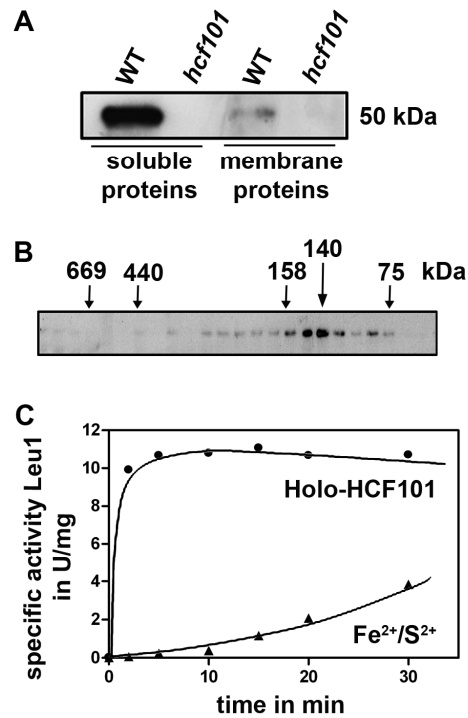 A
WT
hcf101
WT
hcf101
50 kDa
soluble proteins
membrane proteins
B
669
440
158
140
75
kDa
C
specific activity Leu1
in U/mg
12
10
8
6
4
2
0
Holo-HCF101
Fe2+/S2+
0
10
20
30
time in min